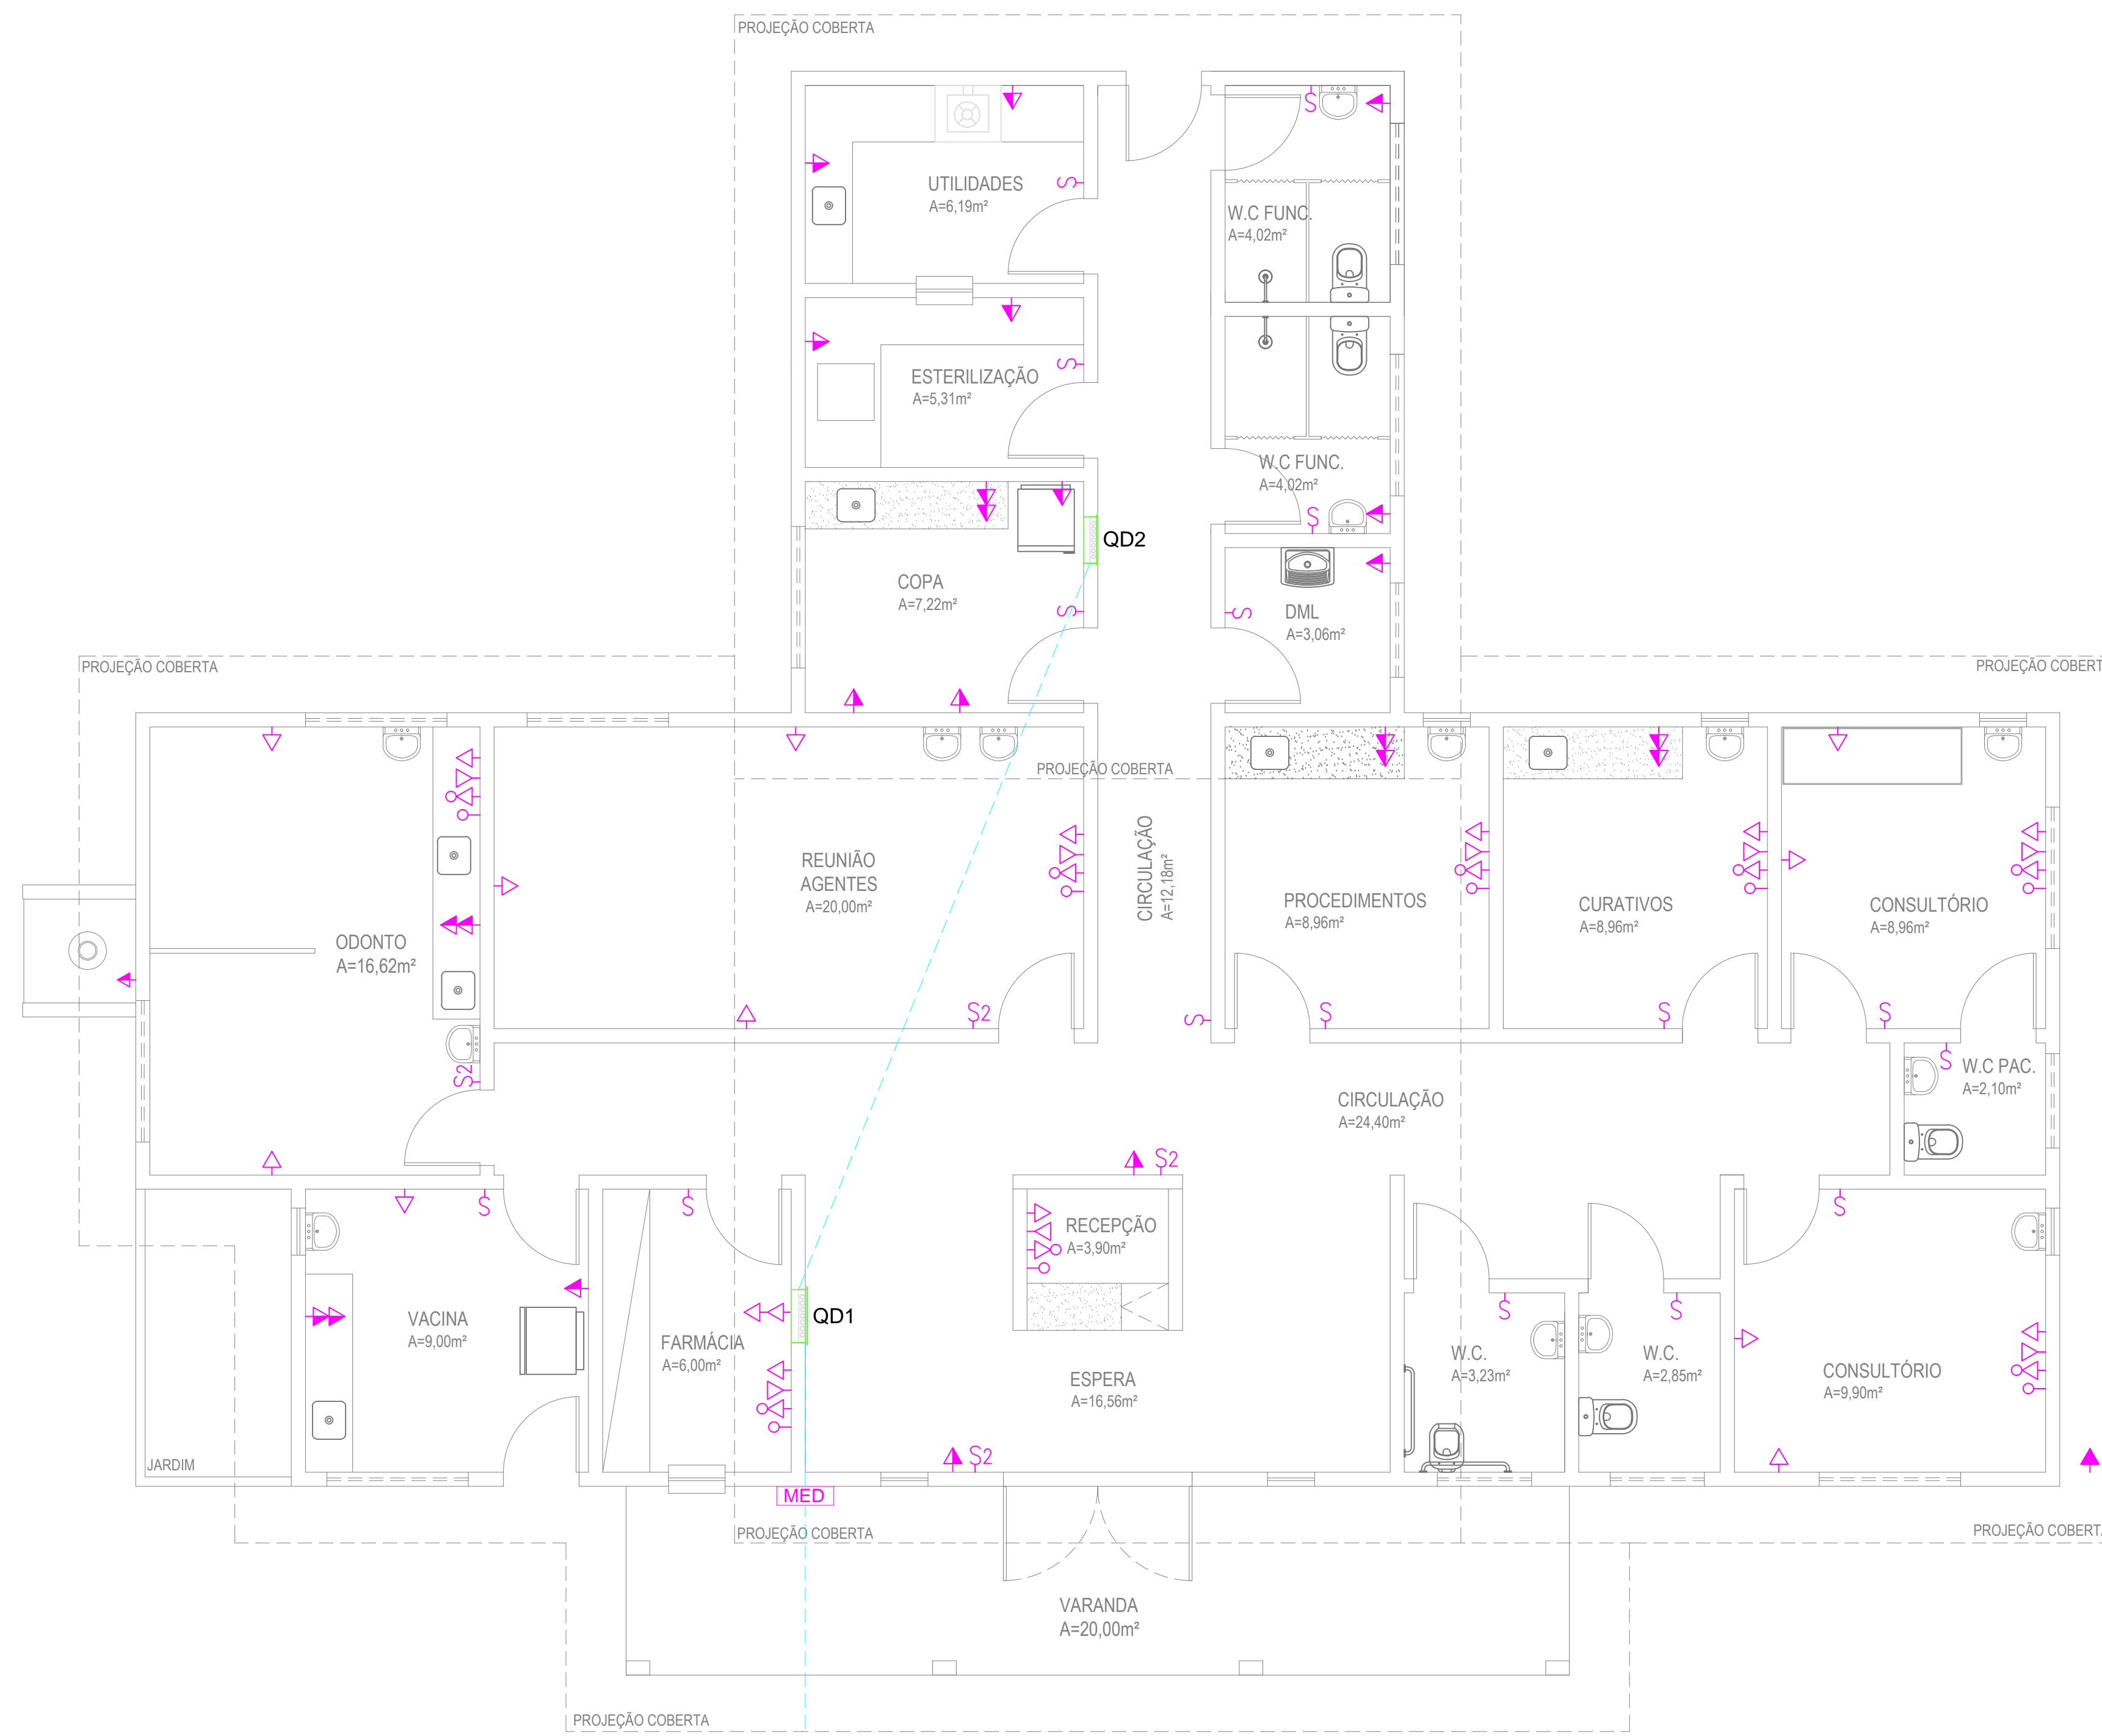 PROJEÇÃO COBERTA
UTILIDADES
A=6,19m²
S
S
W.C FUNC.
A=4,02m²
ESTERILIZAÇÃO
A=5,31m²
S
W.C FUNC.
A=4,02m²
S
QD2
COPA
A=7,22m²
S
S
DML
A=3,06m²
PROJEÇÃO COBERTA
PROJEÇÃO COBERT
PROJEÇÃO COBERTA
CIRCULAÇÃO
A=12,18m²
REUNIÃO
AGENTES
A=20,00m²
PROCEDIMENTOS
A=8,96m²
CURATIVOS
A=8,96m²
CONSULTÓRIO
A=8,96m²
ODONTO
A=16,62m²
S2
S
S
S
S
S2
S
W.C PAC.
A=2,10m²
CIRCULAÇÃO
A=24,40m²
S2
S
S
S
RECEPÇÃO
A=3,90m²
VACINA
A=9,00m²
QD1
FARMÁCIA
A=6,00m²
S
S
W.C.
A=3,23m²
W.C.
A=2,85m²
ESPERA
A=16,56m²
CONSULTÓRIO
A=9,90m²
S2
JARDIM
MED
PROJEÇÃO COBERTA
PROJEÇÃO COBERT
VARANDA
A=20,00m²
PROJEÇÃO COBERTA